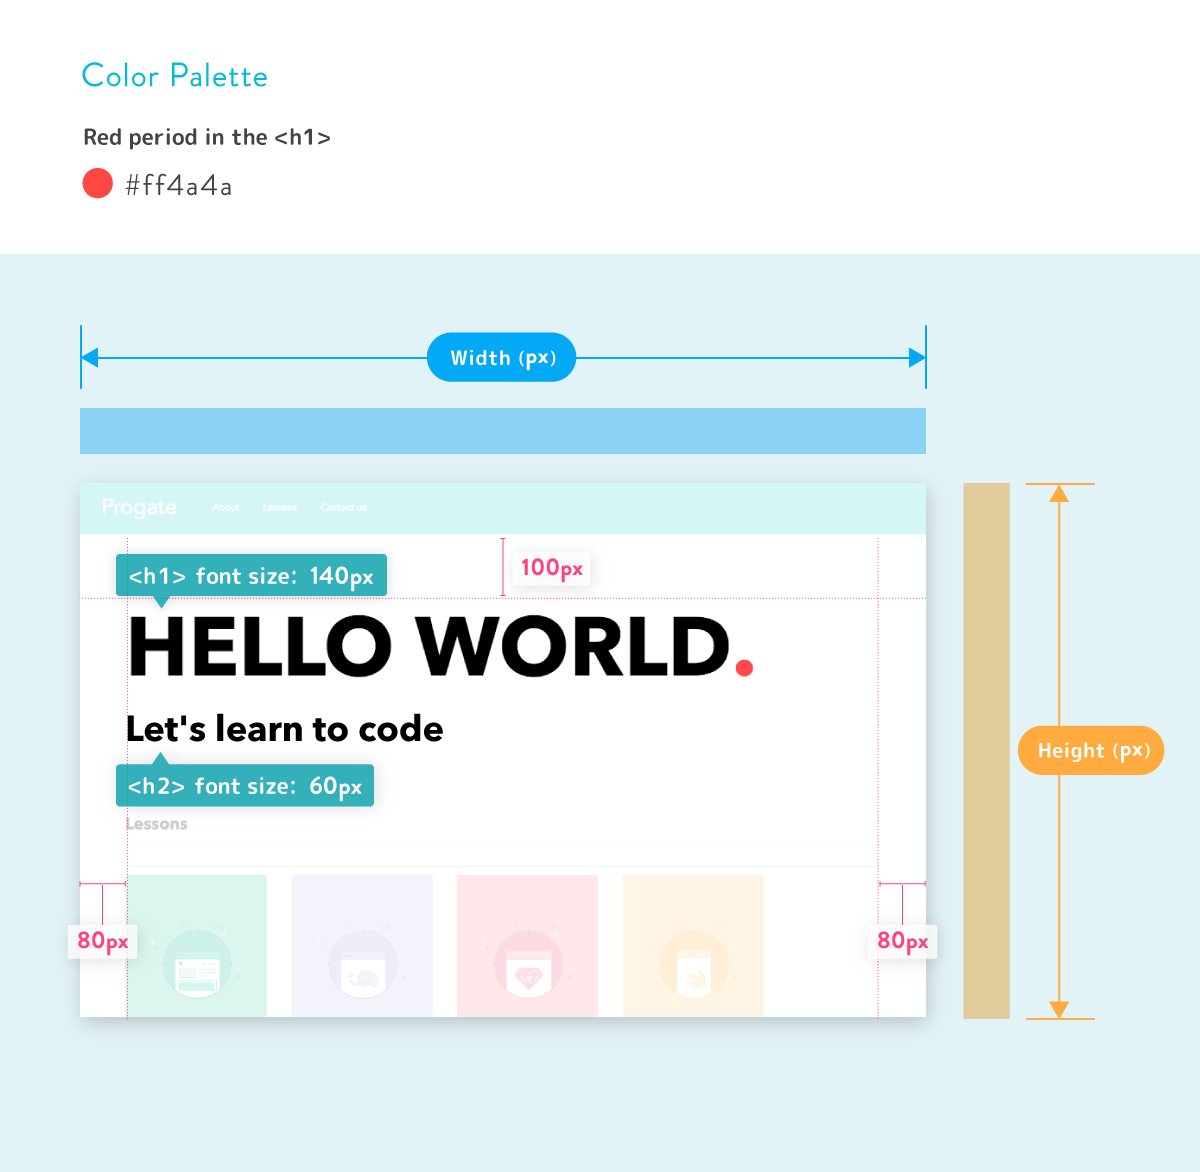 Color Palette
Red period in the <h1>
#ff4a4a
Width (px)
Progate About Lessons Contact us
<h1> font size: 140px
100px
HELLO WORLD.
Let's learn to code
Height (px)
<h2> font size: 60px
Lessons
80px
80px